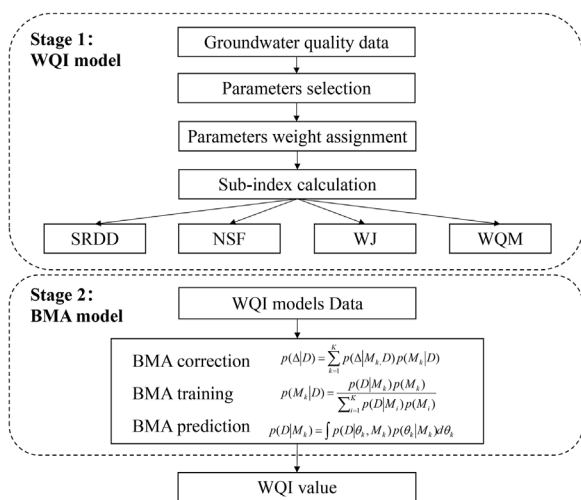 Stage 1:
WQI model
Groundwater quality data
Parameters selection
Parameters weight assignment
Sub-index calculation
SRDD NSF WJ WQM
Stage 2:
BMA model
WQI models Data
BMA correction p(Δ|D) = ∑_{k=1}^{K} p(Δ|M_k, D) p(M_k|D)
BMA training p(M_k|D) = p(D|M_k) p(M_k) / ∑_{i=1}^{K} p(D|M_i) p(M_i)
BMA prediction p(D|M_k) = ∫ p(D|θ_k, M_k) p(θ_k|M_k) dθ_k
WQI value